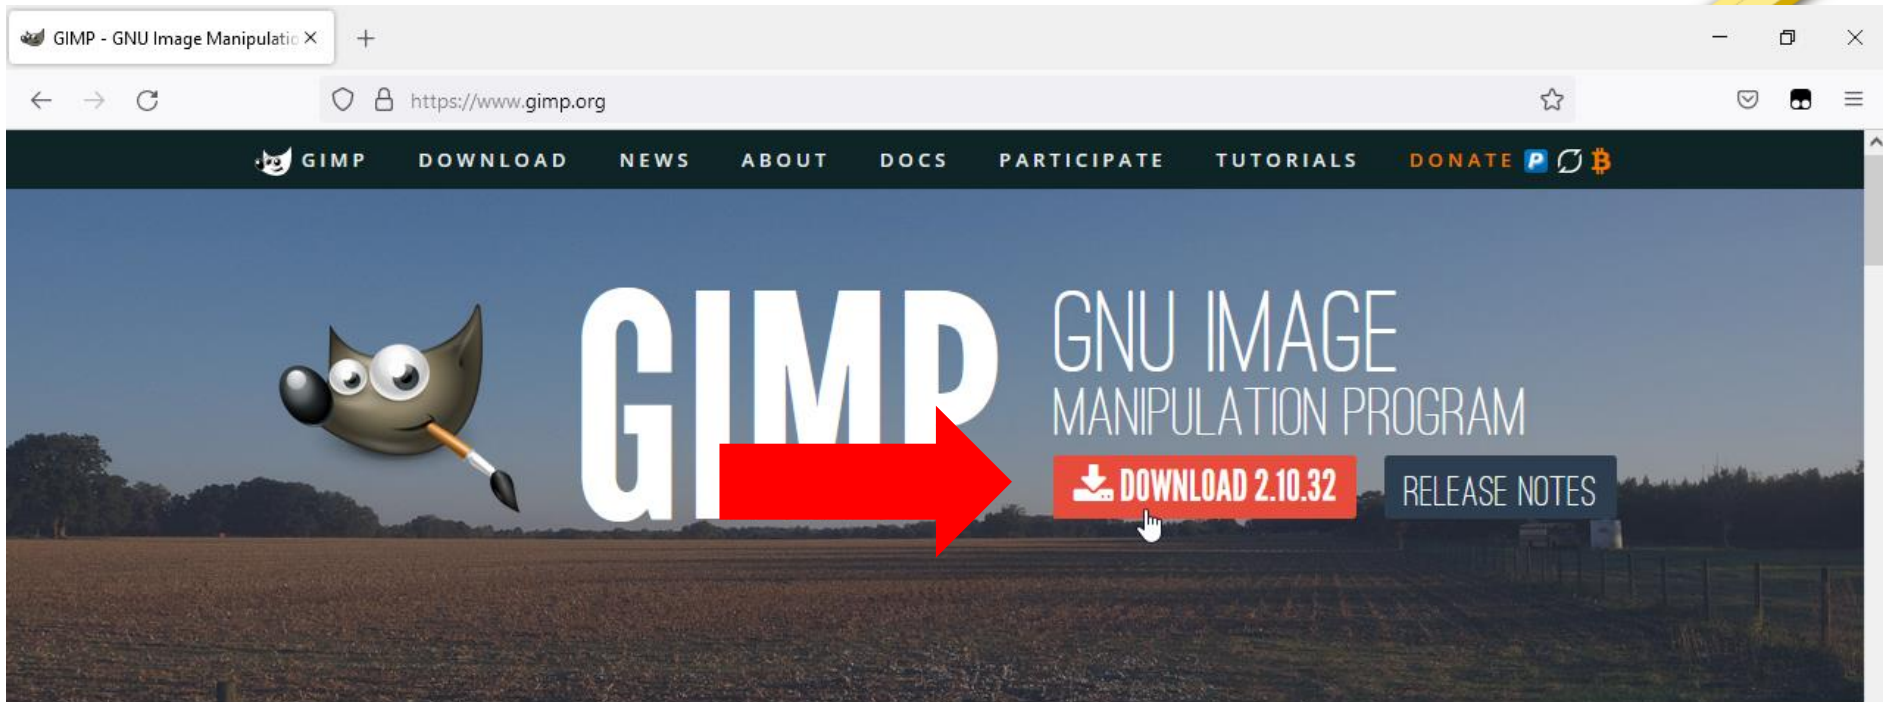 GIMP - GNU Image Manipulatio
https://www.gimp.org
GIMP DOWNLOAD NEWS ABOUT DOCS PARTICIPATE TUTORIALS DONATE
GIMP
GNU IMAGE
MANIPULATION PROGRAM
DOWNLOAD 2.10.32 RELEASE NOTES